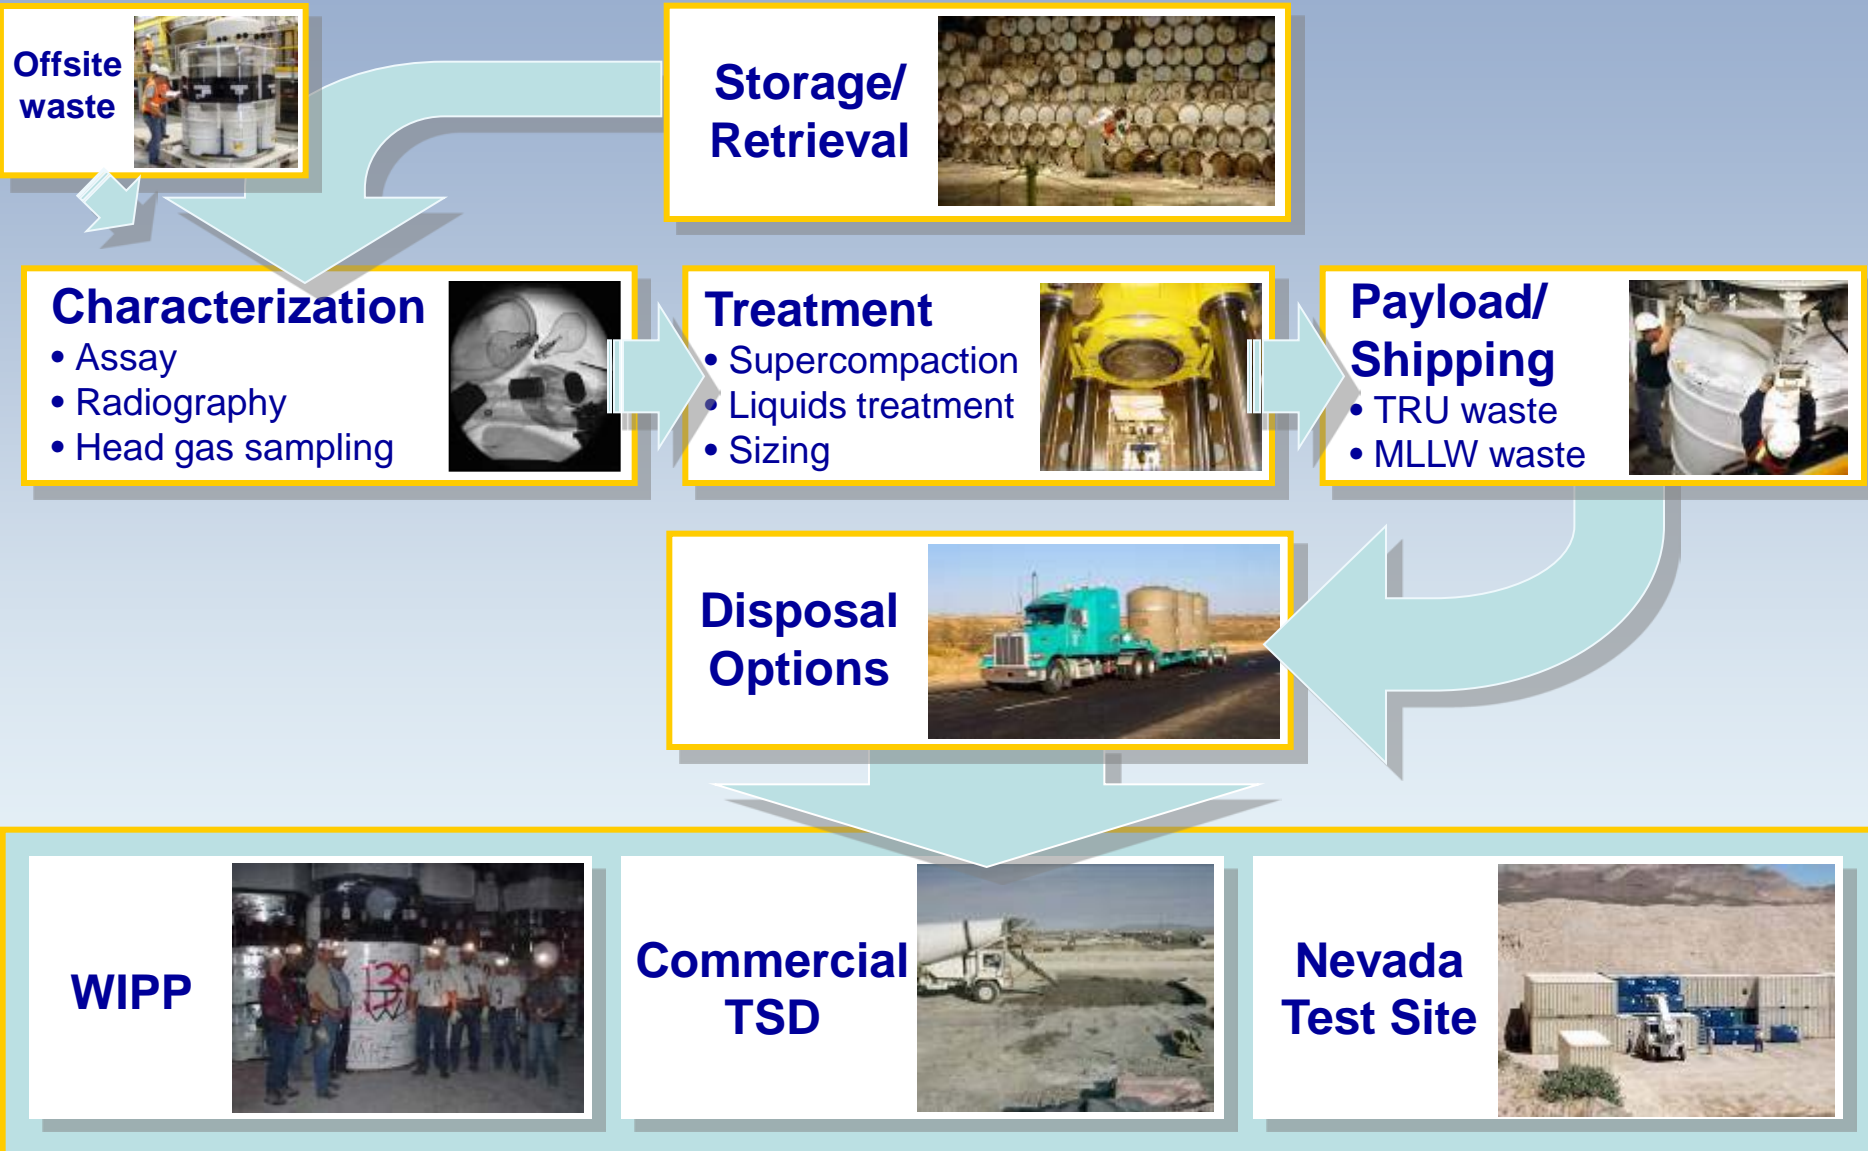 Offsite
waste
Storage/
Retrieval
Characterization
• Assay
• Radiography
• Head gas sampling
Treatment
• Supercompaction
• Liquids treatment
• Sizing
Payload/
Shipping
• TRU waste
• MLLW waste
Disposal
Options
WIPP
139
Commercial
TSD
Nevada
Test Site